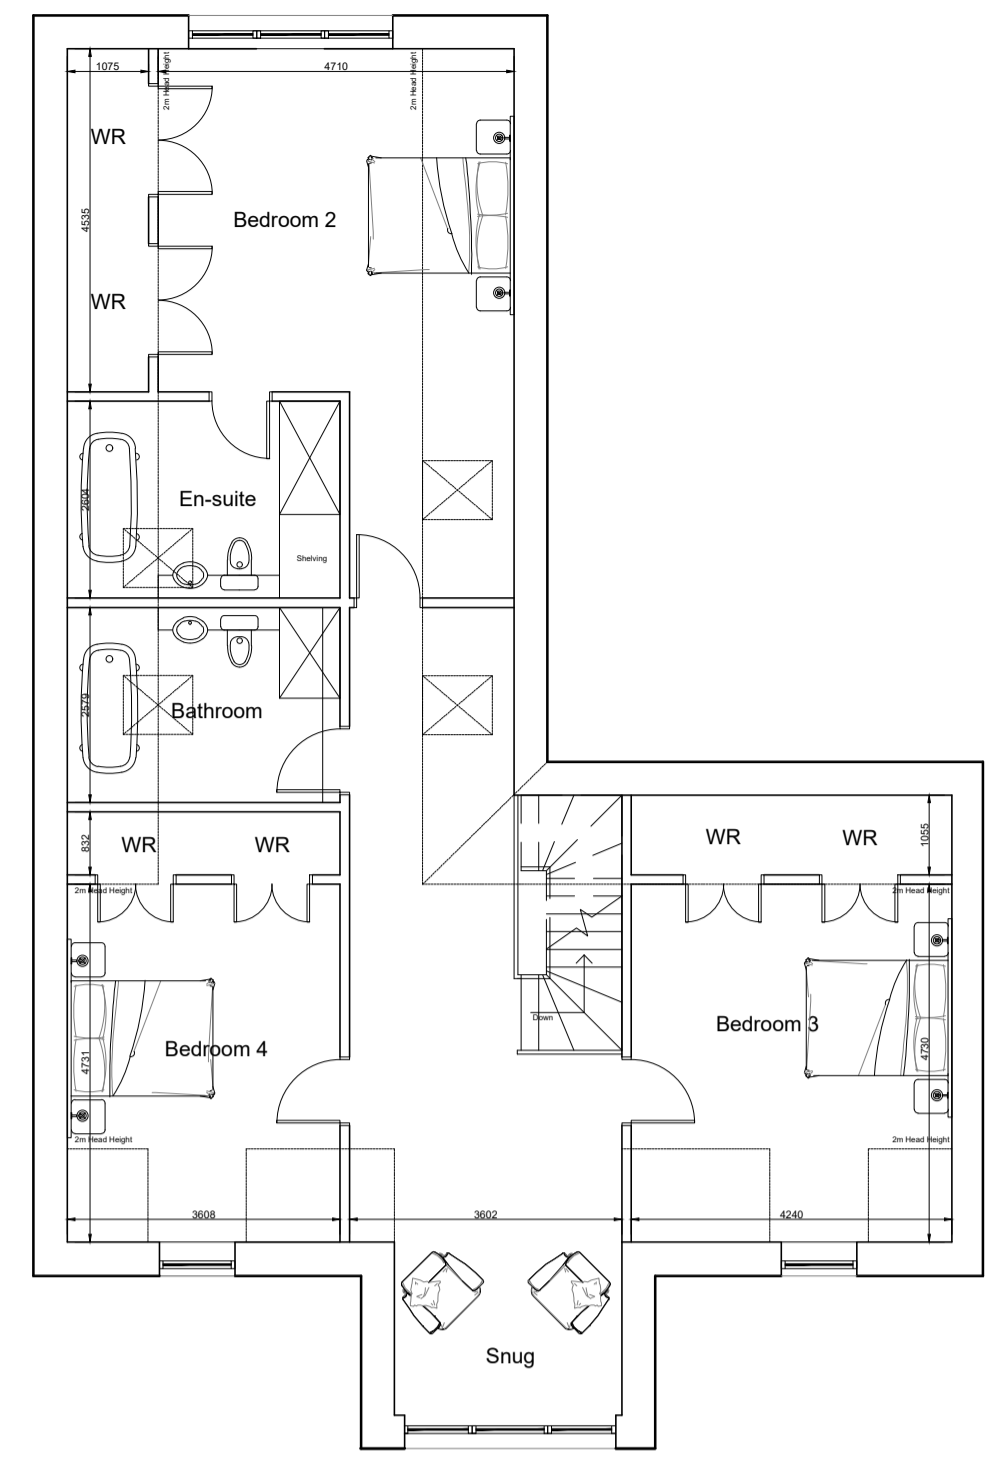 1075
4710
2m Head Height
2m Head Height
WR
4535
Bedroom 2
WR
2604
En-suite
Shelving
2579
Bathroom
832
WR
WR
WR
WR
1055
2m Head Height
2m Head Height
Down
Bedroom 4
4731
Bedroom 3
4730
2m Head Height
2m Head Height
3608
3602
4240
Snug